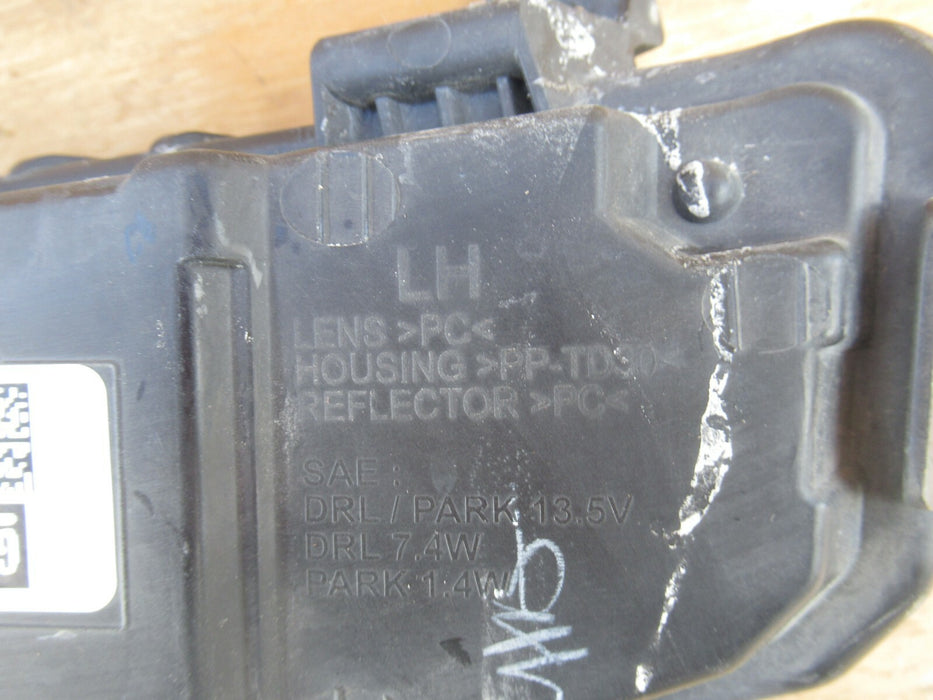 LH
LENS >PC<
HOUSING >PP-TD30<
REFLECTOR >PC<
SAE :
DRL / PARK 13.5V
DRL 7.4W
PARK 1.4W